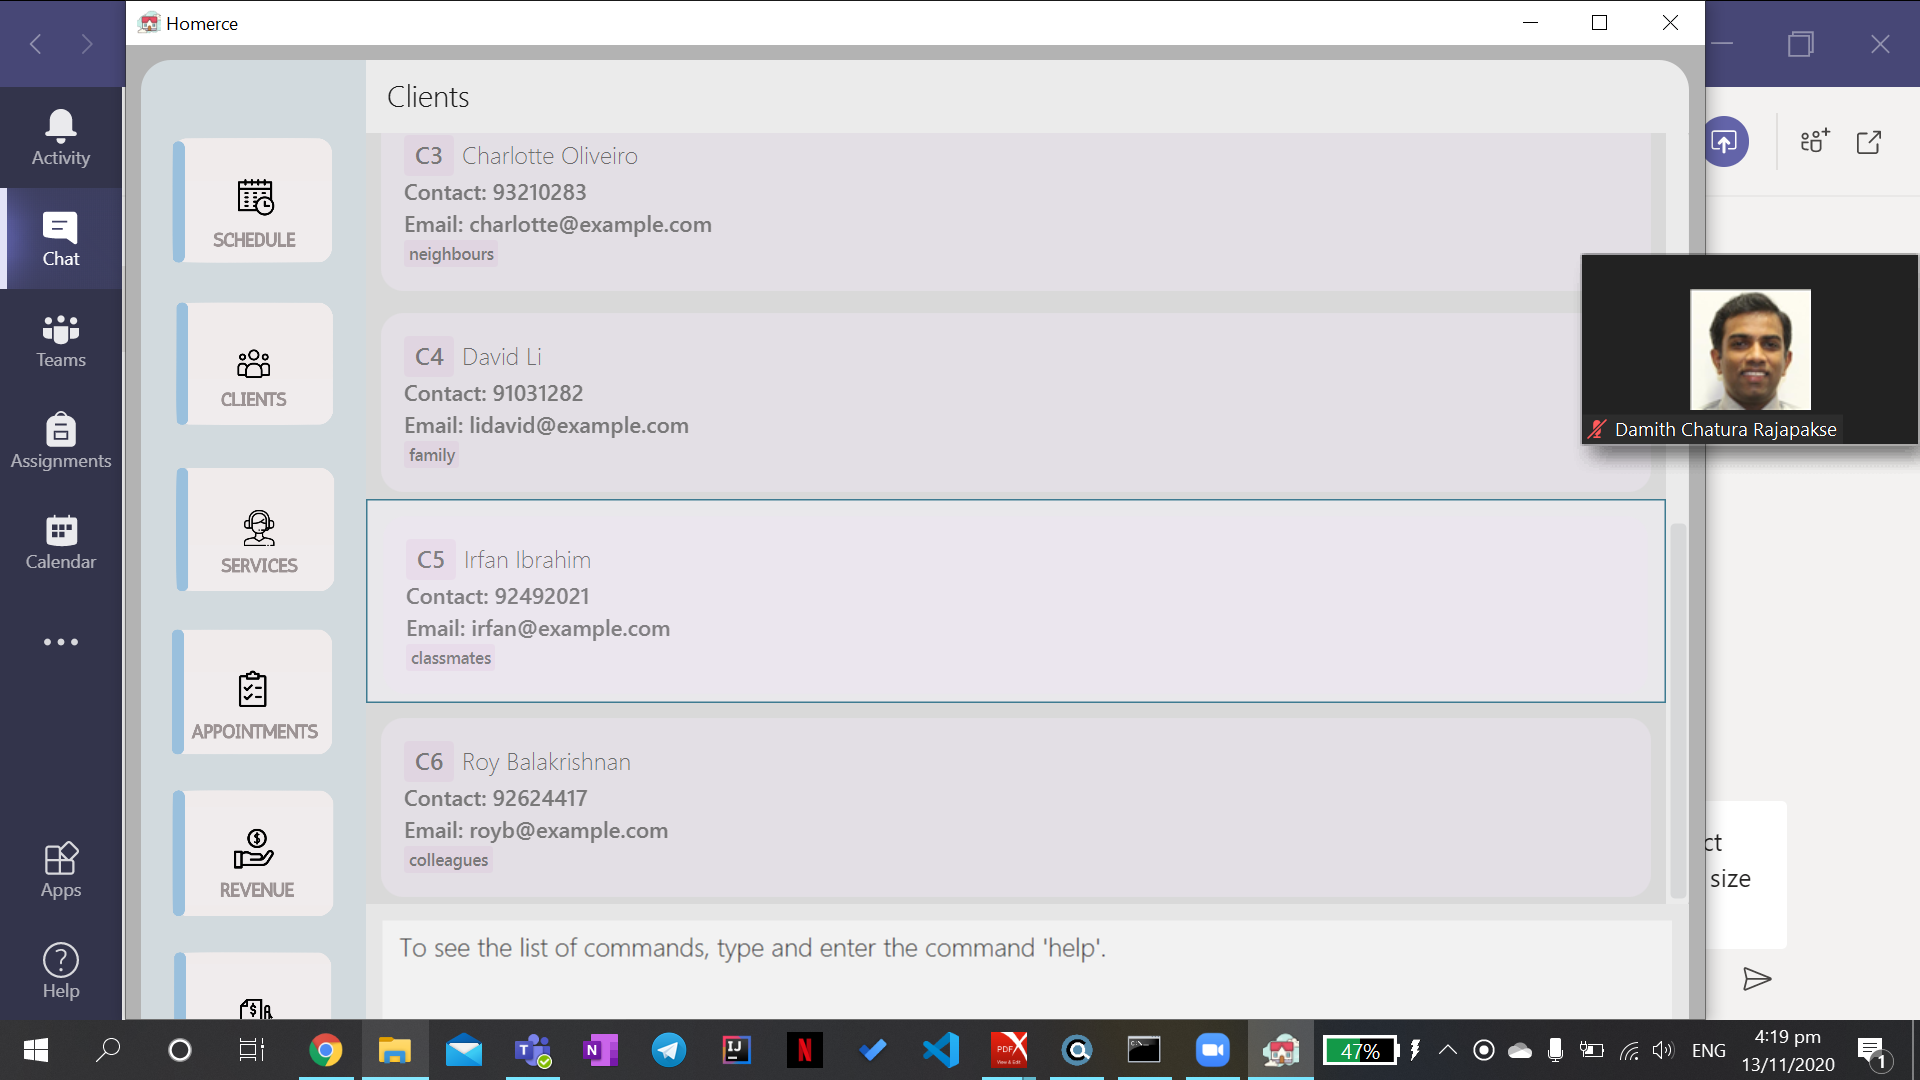 Homerce
Activity
Chat
Teams
Assignments
Calendar
Apps
Help
SCHEDULE
CLIENTS
SERVICES
APPOINTMENTS
REVENUE
Clients
C3 Charlotte Oliveiro
Contact: 93210283
Email: charlotte@example.com
neighbours
C4 David Li
Contact: 91031282
Email: lidavid@example.com
family
C5 Irfan Ibrahim
Contact: 92492021
Email: irfan@example.com
classmates
C6 Roy Balakrishnan
Contact: 92624417
Email: royb@example.com
colleagues
To see the list of commands, type and enter the command 'help'.
Damith Chatura Rajapakse
ct
size
47%
ENG
4:19 pm
13/11/2020
1